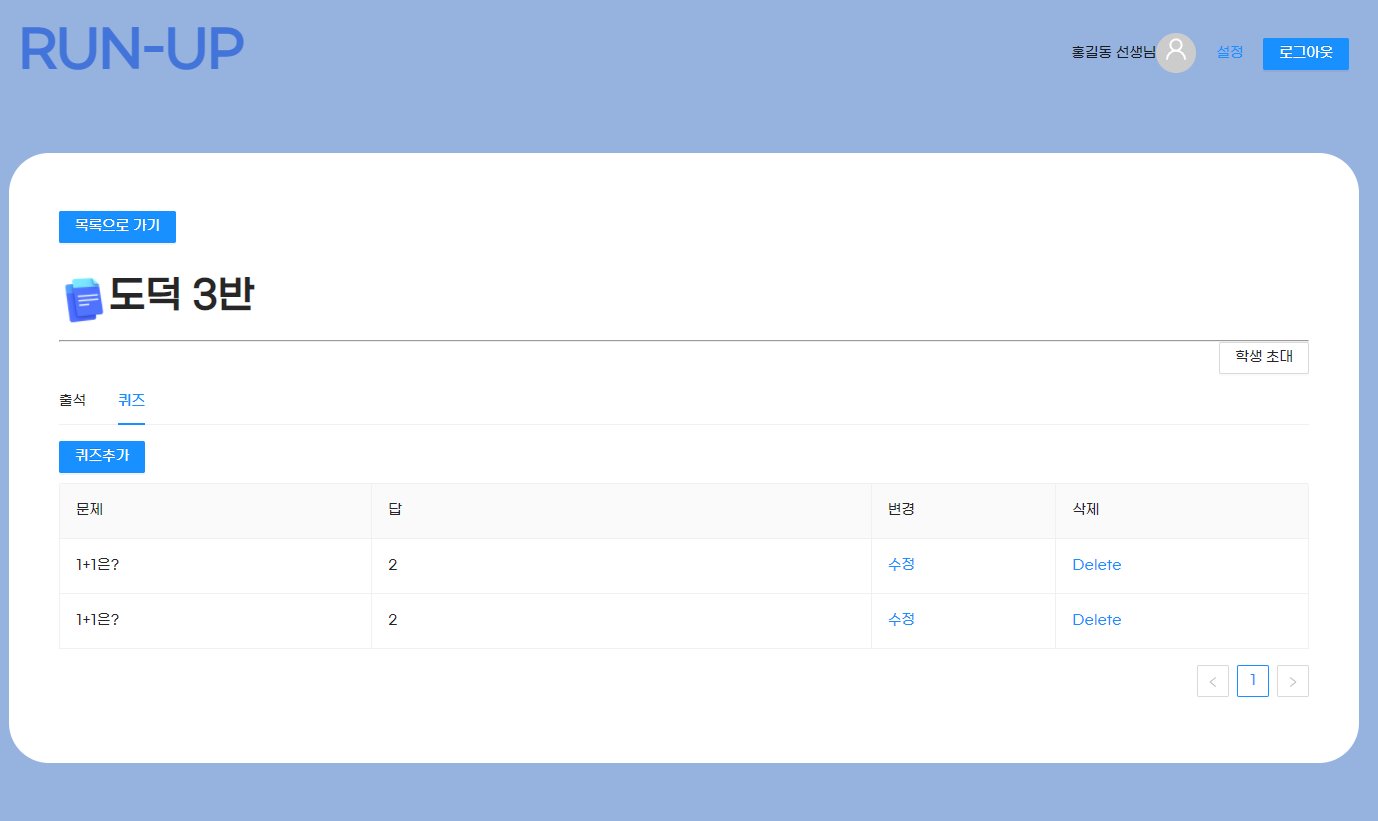 RUN-UP
홍길동 선생님 설정 로그아웃
목록으로 가기
도덕 3반
학생 초대
출석 퀴즈
퀴즈추가
문제 답 변경 삭제
1+1은? 2 수정 Delete
1+1은? 2 수정 Delete
< 1 >